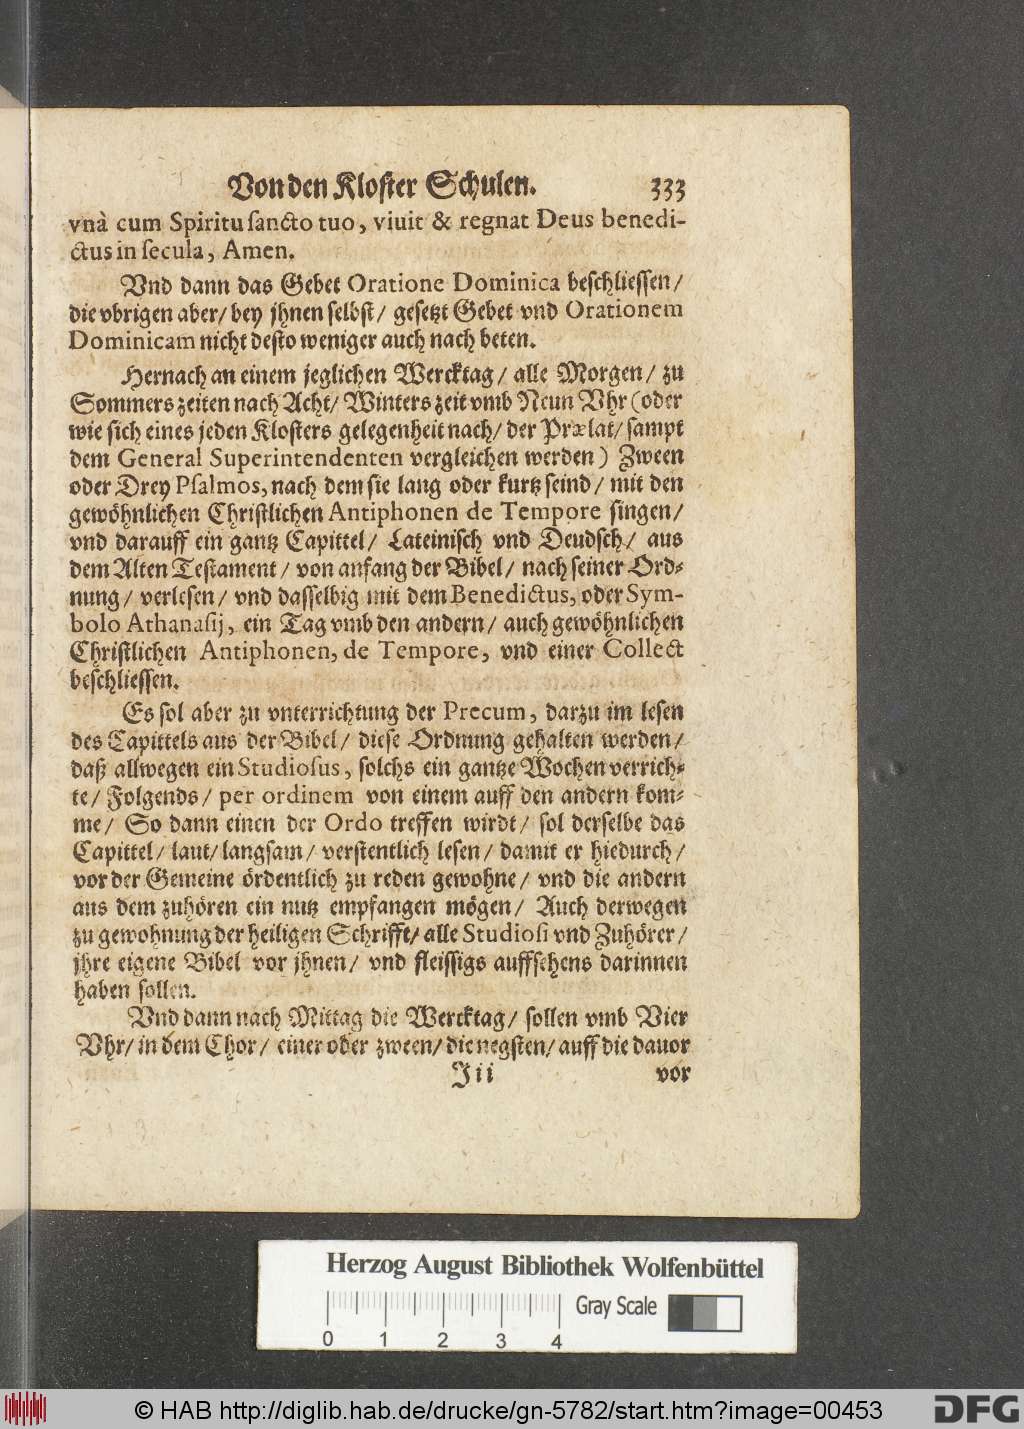 Von den Kloster Schulen. 333
vnà cum Spiritu sancto tuo, viuit & regnat Deus benedi-
ctus in secula, Amen.
Vnd dann das Gebet Oratione Dominica beschliessen/
die vbrigen aber/ bey jhnen selbst/ gesetzt Gebet vnd Orationem
Dominicam nicht desto weniger auch nach beten.
Hernach an einem jeglichen Wercktag/ alle Morgen/ zu
Sommers zeiten nach Acht/ Winters zeit vmb Neun Vhr (oder
wie sich eines jeden Klosters gelegenheit nach/ der Prælat/ sampt
dem General Superintendenten vergleichen werden) Zween
oder Drey Psalmos, nach dem sie lang oder kurtz seind/ mit den
gewöhnlichen Christlichen Antiphonen de Tempore singen/
vnd darauff ein gantz Capittel/ Lateinisch vnd Deudsch/ aus
dem Alten Testament/ von anfang der Bibel/ nach seiner Ord-
nung/ verlesen/ vnd dasselbig mit dem Benedictus, oder Sym-
bolo Athanasij, ein Tag vmb den andern/ auch gewöhnlichen
Christlichen Antiphonen, de Tempore, vnd einer Collect
beschliessen.
Es sol aber zu vnterrichtung der Precum, darzu im lesen
des Capittels aus der Bibel/ diese Ordnung gehalten werden/
daß allwegen ein Studiosus, solchs ein gantze Wochen verrich-
te/ Folgends/ per ordinem von einem auff den andern kom-
me/ So dann einen der Ordo treffen wirdt/ sol derselbe das
Capittel/ laut/ langsam/ verstentlich lesen/ damit er hiedurch/
vor der Gemeine ördentlich zu reden gewohne/ vnd die andern
aus dem zuhören ein nutz empfangen mögen/ Auch derwegen
zu gewohnung der heiligen Schrifft/ alle Studiosi vnd Zuhörer/
jhre eigene Bibel vor jhnen/ vnd fleissigs auffsehens darinnen
haben sollen.
Vnd dann nach Mittag die Wercktag/ sollen vmb Vier
Vhr/ in dem Chor/ einer oder zween/ die negsten/ auff die dauor
Jii vor
Herzog August Bibliothek Wolfenbüttel
Gray Scale
0 1 2 3 4
© HAB http://diglib.hab.de/drucke/gn-5782/start.htm?image=00453
DFG